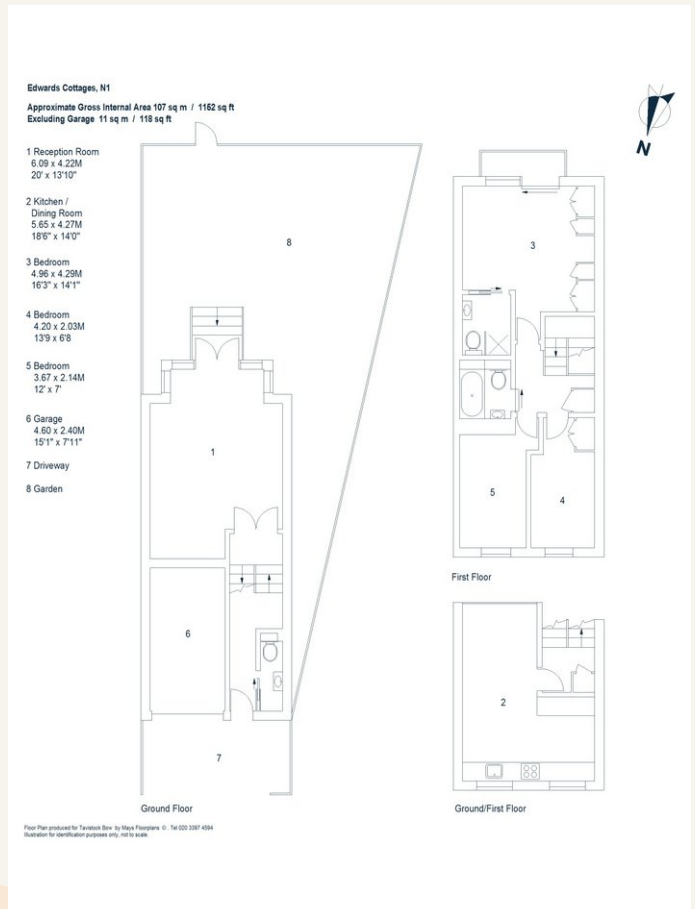 Edwards Cottages, N1
Approximate Gross Internal Area 107 sq m / 1152 sq ft
Excluding Garage 11 sq m / 118 sq ft
1 Reception Room
6.09 x 4.22M
20' x 13'10"
2 Kitchen /
Dining Room
5.65 x 4.27M
18'6" x 14'0"
3 Bedroom
4.96 x 4.29M
16'3" x 14'1"
4 Bedroom
4.20 x 2.03M
13'9 x 6'8
5 Bedroom
3.67 x 2.14M
12' x 7'
6 Garage
4.60 x 2.40M
15'1" x 7'11"
7 Driveway
8 Garden
8
1
6
7
Ground Floor
N
3
5
4
First Floor
2
Ground/First Floor
Floor Plan produced for Tavistock Bow by Mays Floorplans © . Tel 020 3397 4594
Illustration for identification purposes only, not to scale.